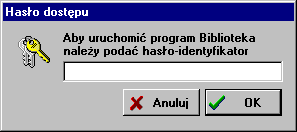 Hasło dostępu
Aby uruchomić program Biblioteka
należy podać hasło-identyfikator
Anuluj
OK